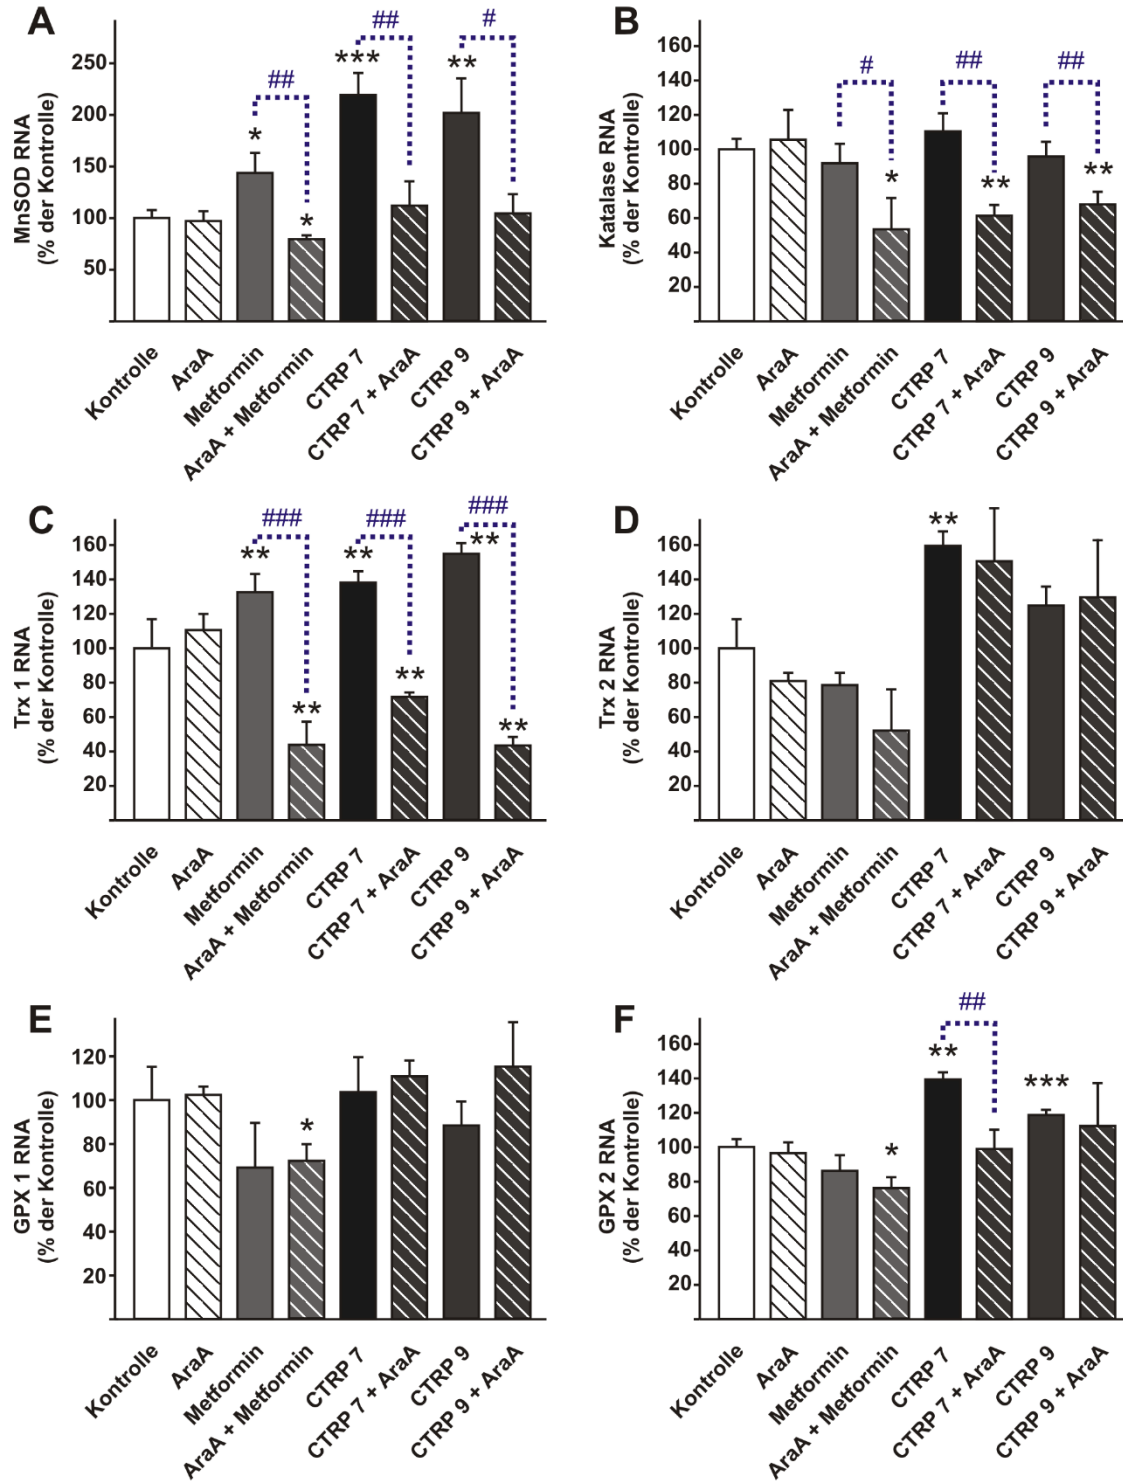 A
MnSOD RNA
(% der Kontrolle)
250
200
150
100
50
*
##
*
***
##
**
#
Kontrolle
AraA
Metformin
AraA + Metformin
CTRP 7
CTRP 7 + AraA
CTRP 9
CTRP 9 + AraA
B
Katalase RNA
(% der Kontrolle)
160
140
120
100
80
60
40
20
#
*
##
**
##
**
Kontrolle
AraA
Metformin
AraA + Metformin
CTRP 7
CTRP 7 + AraA
CTRP 9
CTRP 9 + AraA
C
Trx 1 RNA
(% der Kontrolle)
160
140
120
100
80
60
40
20
**
###
**
**
###
**
###
**
**
Kontrolle
AraA
Metformin
AraA + Metformin
CTRP 7
CTRP 7 + AraA
CTRP 9
CTRP 9 + AraA
D
Trx 2 RNA
(% der Kontrolle)
160
140
120
100
80
60
40
20
**
Kontrolle
AraA
Metformin
AraA + Metformin
CTRP 7
CTRP 7 + AraA
CTRP 9
CTRP 9 + AraA
E
GPX 1 RNA
(% der Kontrolle)
120
100
80
60
40
20
*
Kontrolle
AraA
Metformin
AraA + Metformin
CTRP 7
CTRP 7 + AraA
CTRP 9
CTRP 9 + AraA
F
GPX 2 RNA
(% der Kontrolle)
160
140
120
100
80
60
40
20
*
**
##
***
Kontrolle
AraA
Metformin
AraA + Metformin
CTRP 7
CTRP 7 + AraA
CTRP 9
CTRP 9 + AraA